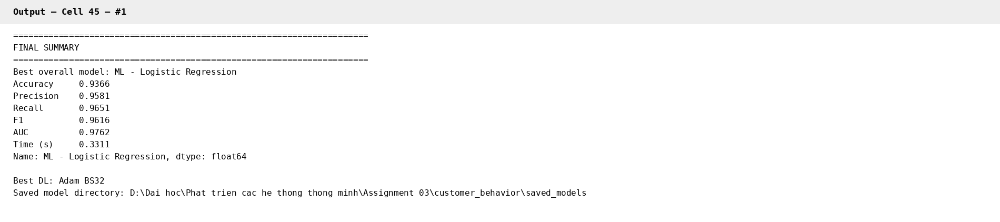 Output — Cell 45 — #1
======================================================================
FINAL SUMMARY
======================================================================
Best overall model: ML - Logistic Regression
Accuracy     0.9366
Precision    0.9581
Recall       0.9651
F1           0.9616
AUC          0.9762
Time (s)     0.3311
Name: ML - Logistic Regression, dtype: float64
Best DL: Adam BS32
Saved model directory: D:\Dai hoc\Phat trien cac he thong thong minh\Assignment 03\customer_behavior\saved_models